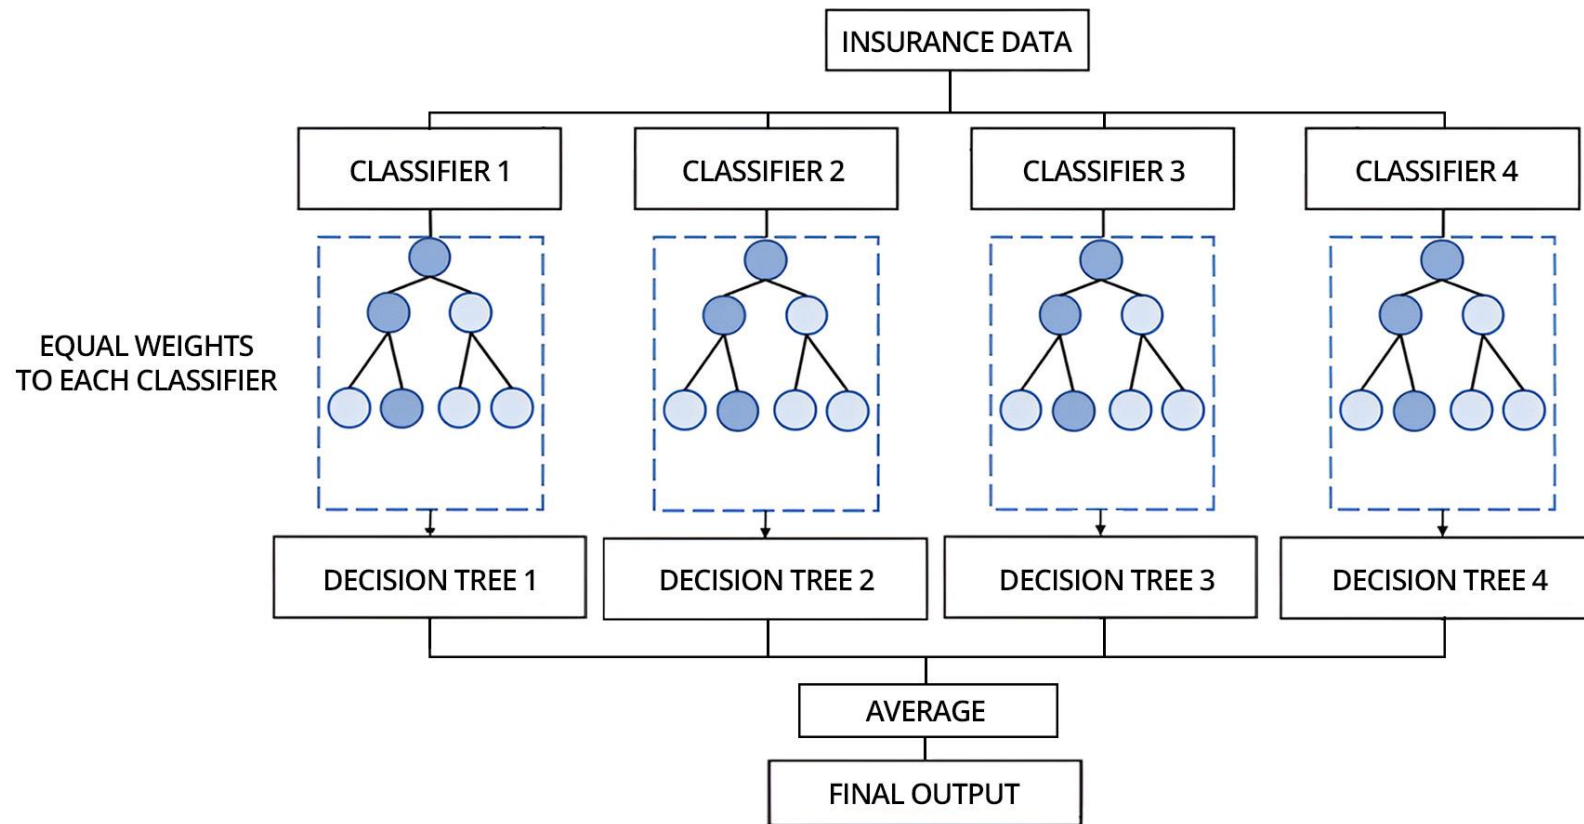 INSURANCE DATA
CLASSIFIER 1
CLASSIFIER 2
CLASSIFIER 3
CLASSIFIER 4
EQUAL WEIGHTS
TO EACH CLASSIFIER
DECISION TREE 1
DECISION TREE 2
DECISION TREE 3
DECISION TREE 4
AVERAGE
FINAL OUTPUT